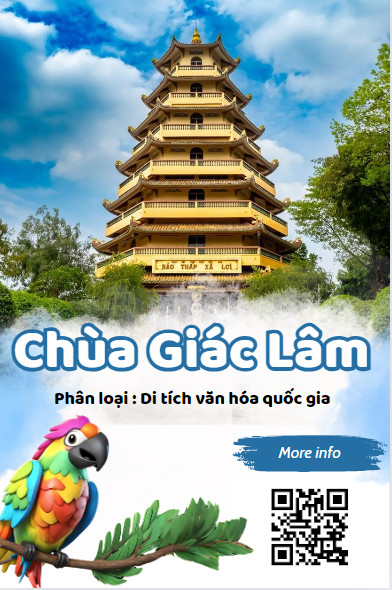 BẢO THÁP XÁ LỢI
Chùa Giác Lâm
Phân loại : Di tích văn hóa quốc gia
More info